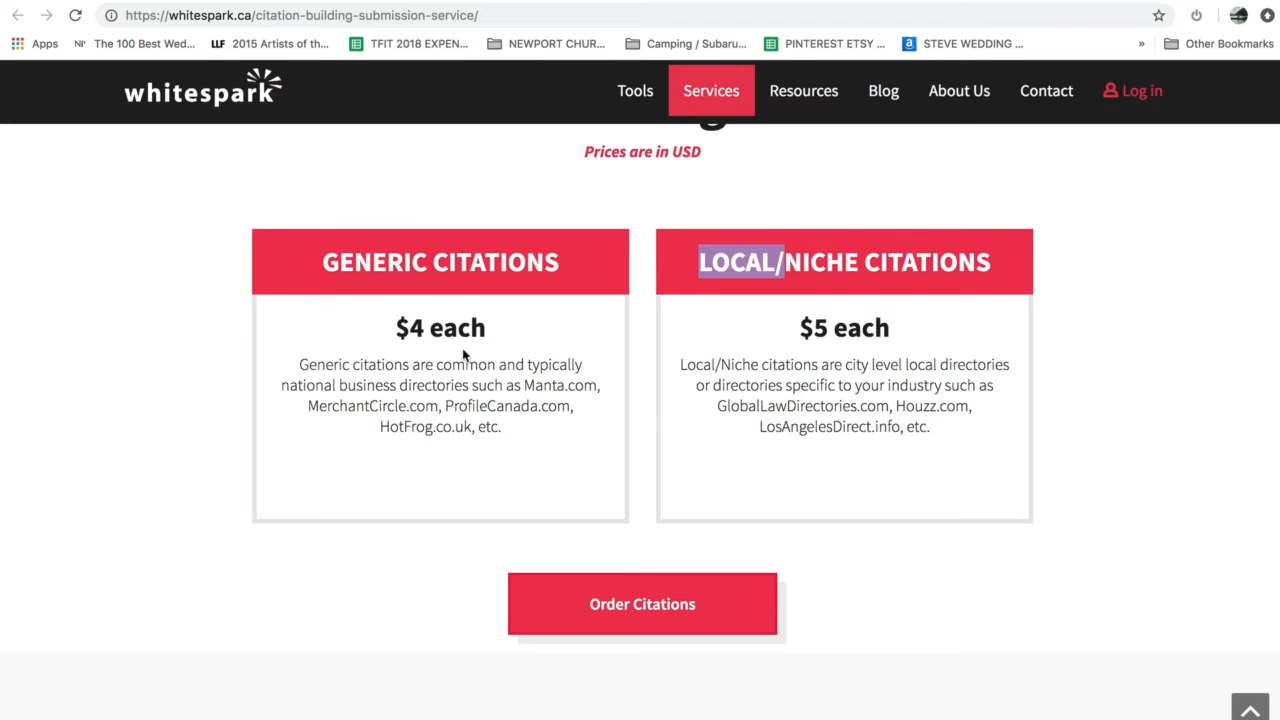 https://whitespark.ca/citation-building-submission-service/
Apps
The 100 Best Wed...
LLF 2015 Artists of th...
TFIT 2018 EXPEN...
NEWPORT CHUR...
Camping / Subaru...
PINTEREST ETSY ...
STEVE WEDDING ...
»
Other Bookmarks
whitespark
Tools
Services
Resources
Blog
About Us
Contact
Log in
Prices are in USD
GENERIC CITATIONS
$4 each
Generic citations are common and typically
national business directories such as Manta.com,
MerchantCircle.com, ProfileCanada.com,
HotFrog.co.uk, etc.
LOCAL/NICHE CITATIONS
$5 each
Local/Niche citations are city level local directories
or directories specific to your industry such as
GlobalLawDirectories.com, Houzz.com,
LosAngelesDirect.info, etc.
Order Citations